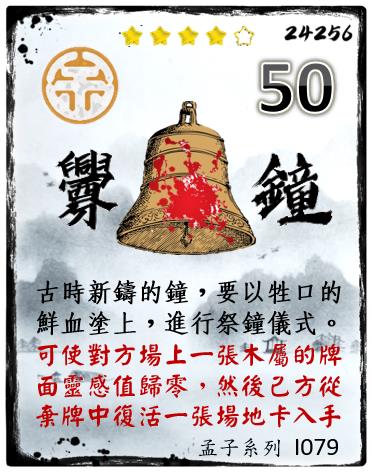 24256
50
釁鐘
古時新鑄的鐘，要以牲口的
鮮血塗上，進行祭鐘儀式。
可使對方場上一張木屬的牌
面靈感值歸零，然後己方從
棄牌中復活一張場地卡入手
孟子系列 I079